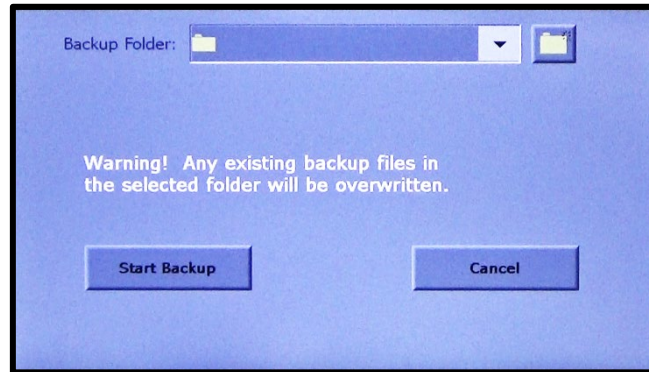 Backup Folder:
Warning!  Any existing backup files in
the selected folder will be overwritten.
Start Backup
Cancel